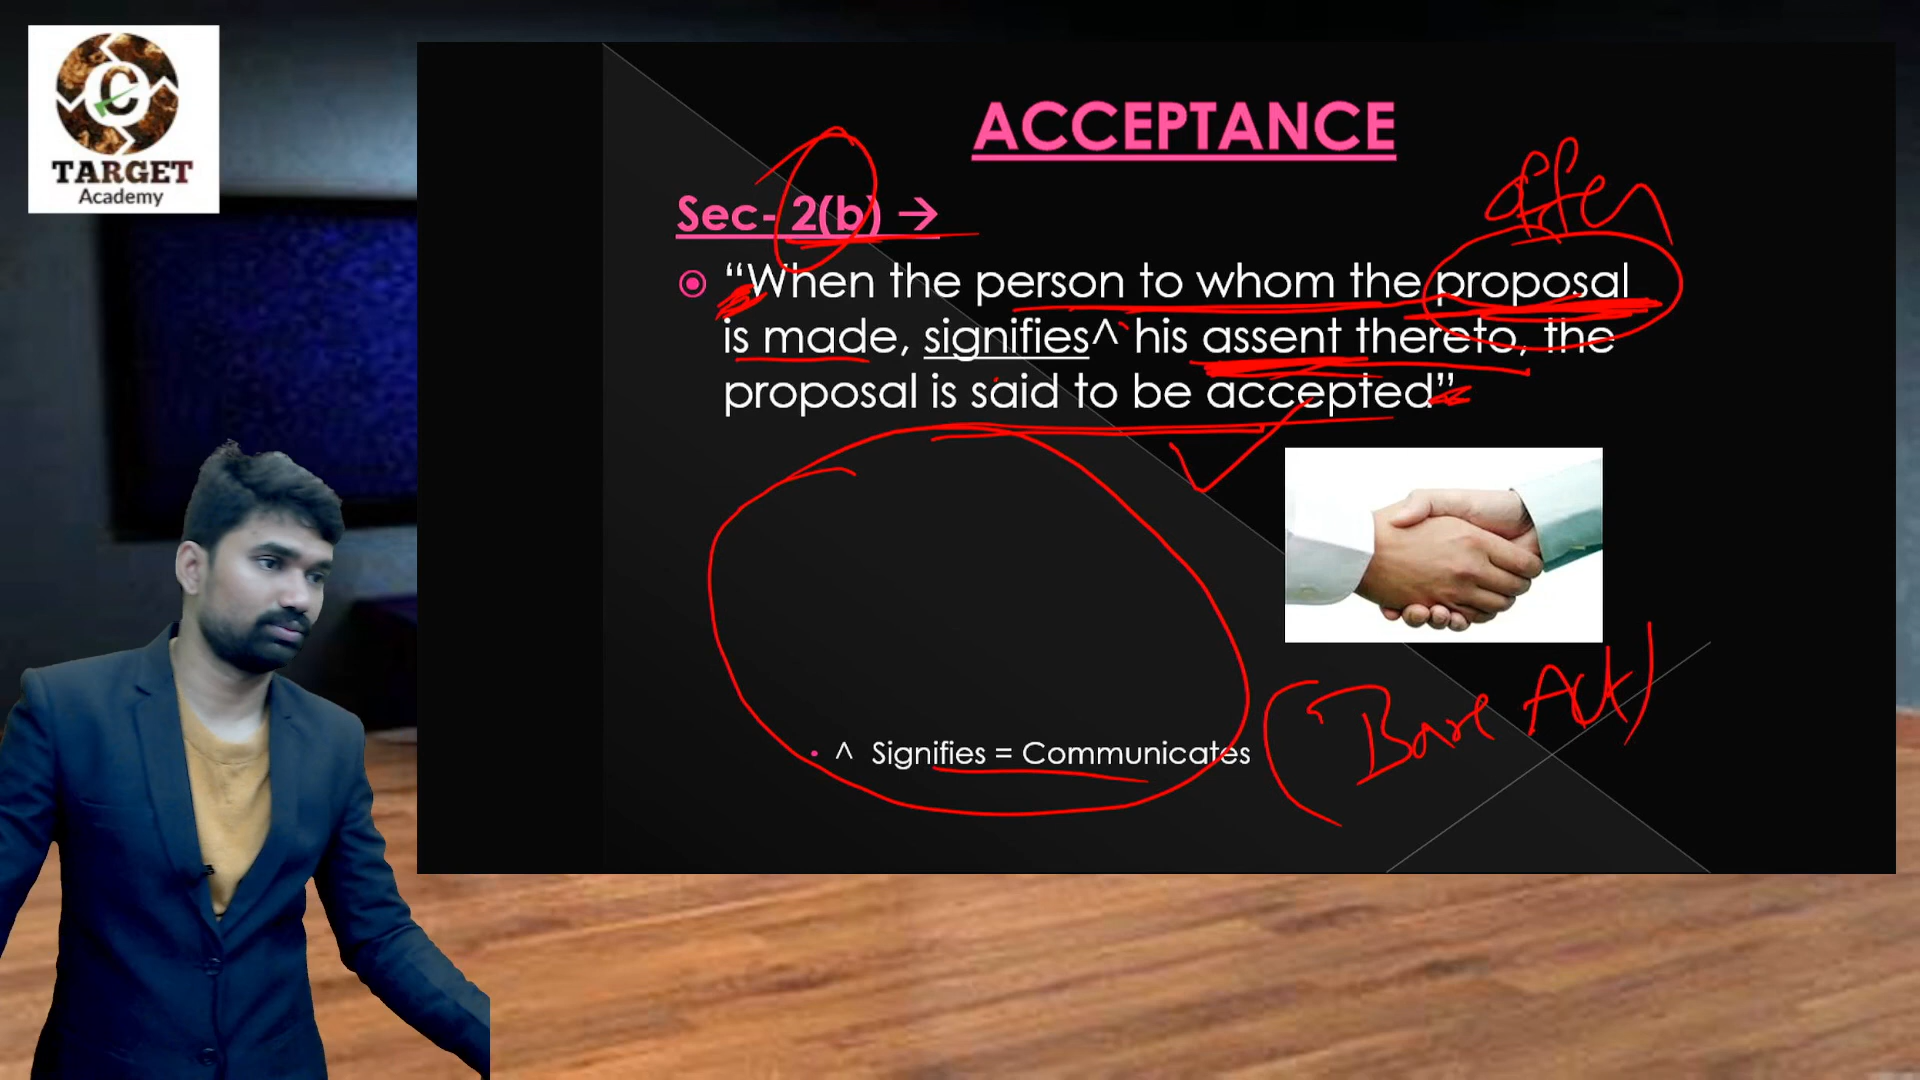 TARGET
Academy
ACCEPTANCE
offer
Sec- 2(b) →
“When the person to whom the proposal
is made, signifies^ his assent thereto, the
proposal is said to be accepted”
^ Signifies = Communicates
(Bare Act)